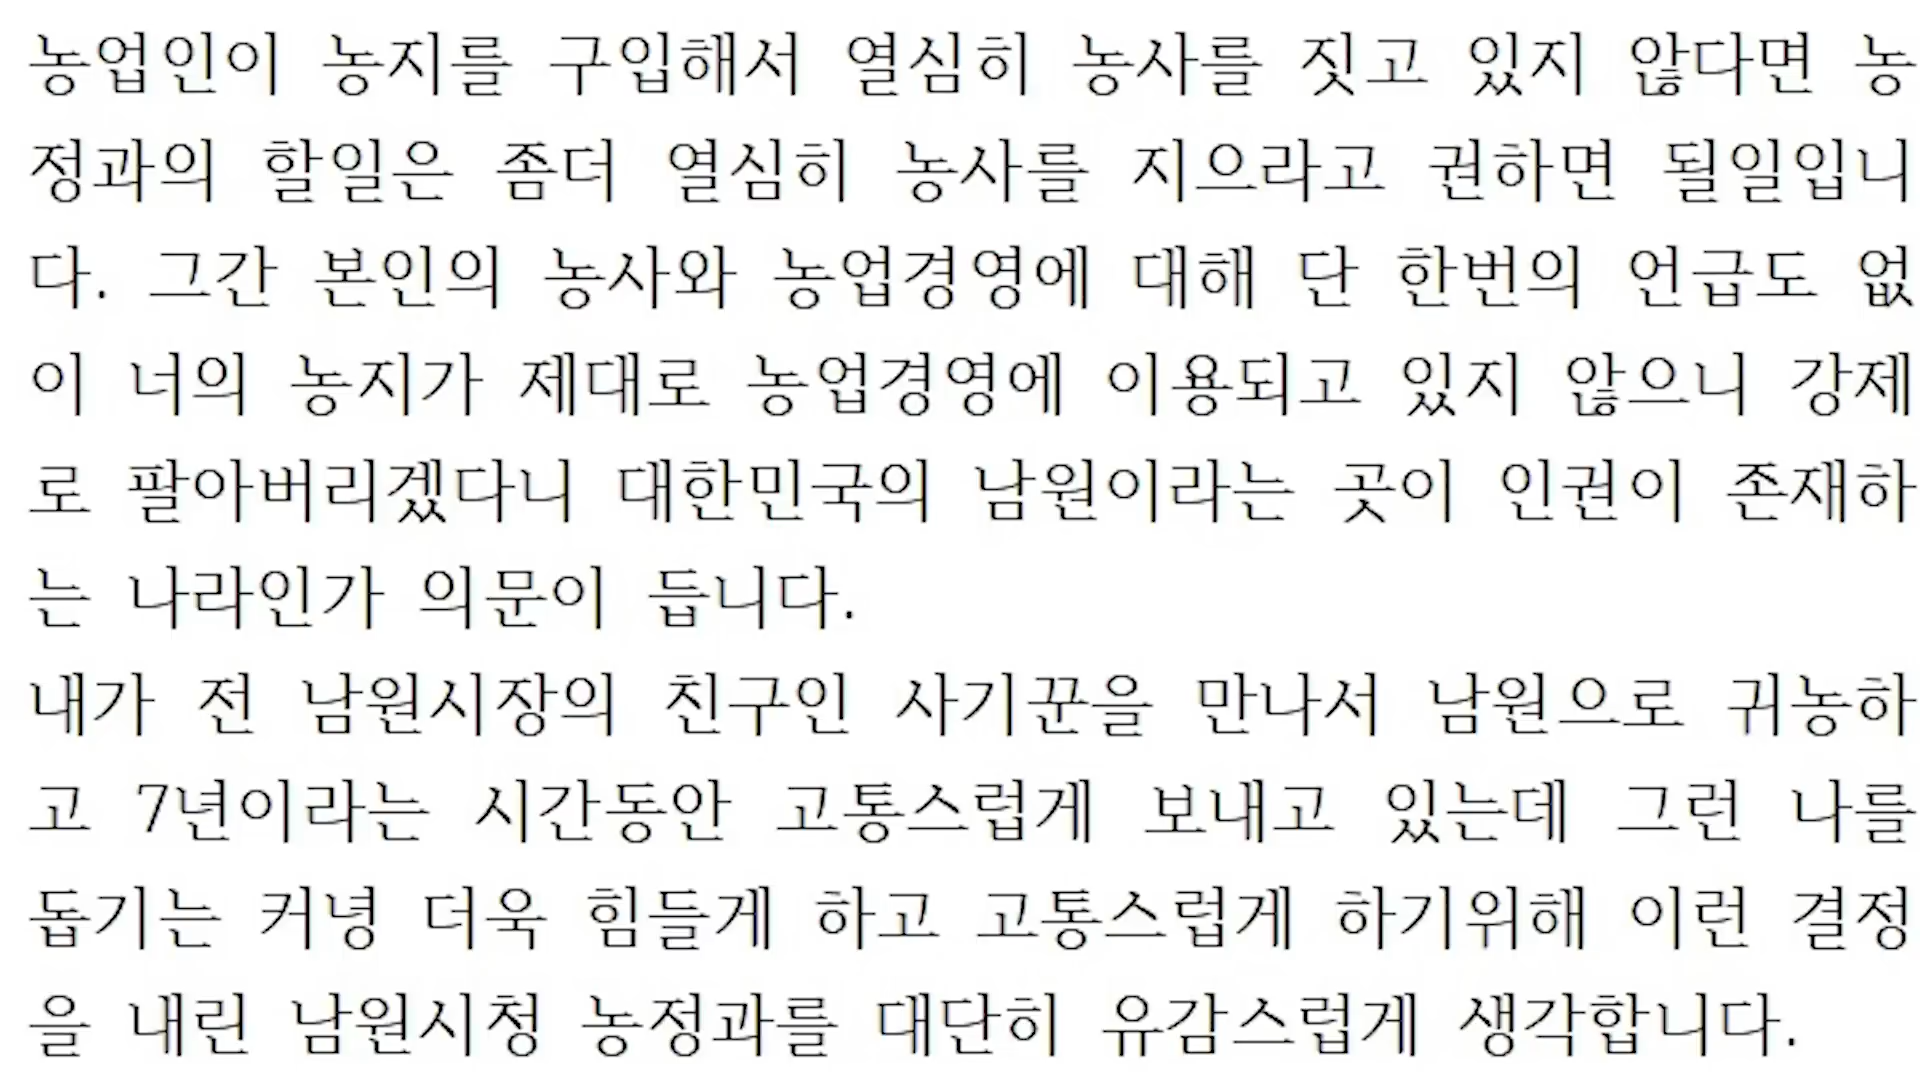 농업인이 농지를 구입해서 열심히 농사를 짓고 있지 않다면 농
정과의 할일은 좀더 열심히 농사를 지으라고 권하면 될일입니
다. 그간 본인의 농사와 농업경영에 대해 단 한번의 언급도 없
이 너의 농지가 제대로 농업경영에 이용되고 있지 않으니 강제
로 팔아버리겠다니 대한민국의 남원이라는 곳이 인권이 존재하
는 나라인가 의문이 듭니다.
내가 전 남원시장의 친구인 사기꾼을 만나서 남원으로 귀농하
고 7년이라는 시간동안 고통스럽게 보내고 있는데 그런 나를
돕기는 커녕 더욱 힘들게 하고 고통스럽게 하기위해 이런 결정
을 내린 남원시청 농정과를 대단히 유감스럽게 생각합니다.